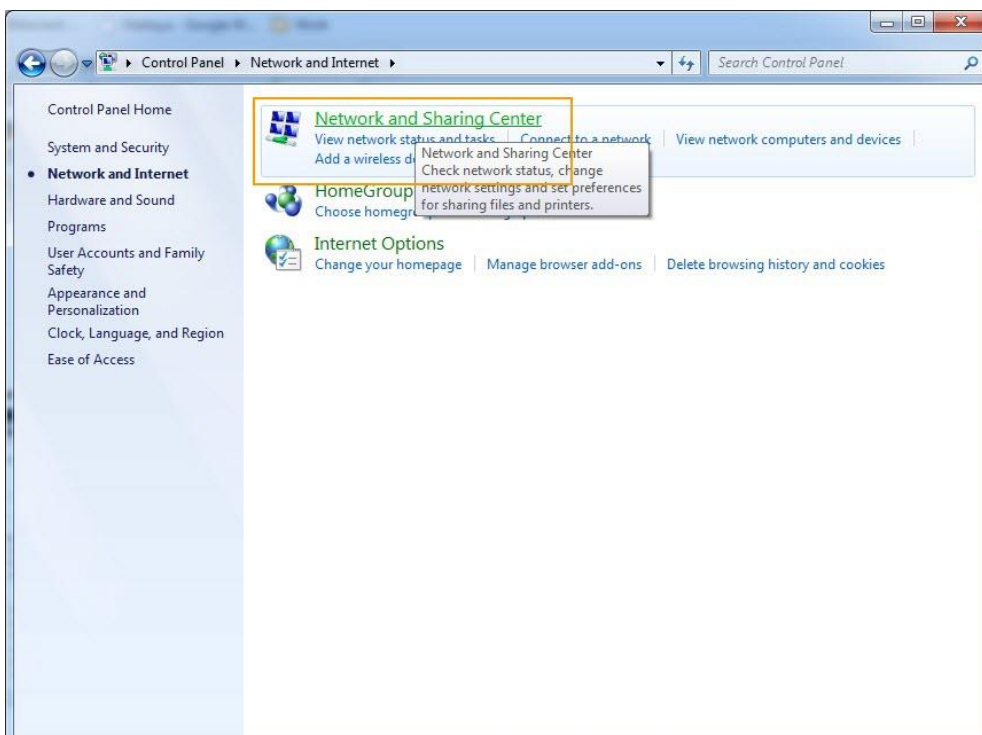 Control Panel Network and Internet Search Control Panel
Control Panel Home
System and Security
Network and Internet
Hardware and Sound
Programs
User Accounts and Family
Safety
Appearance and
Personalization
Clock, Language, and Region
Ease of Access
Network and Sharing Center
View network status and tasks Connect to a network View network computers and devices
Add a wireless
Network and Sharing Center
Check network status, change
network settings and set preferences
for sharing files and printers.
HomeGroup
Choose
Internet Options
Change your homepage Manage browser add-ons Delete browsing history and cookies